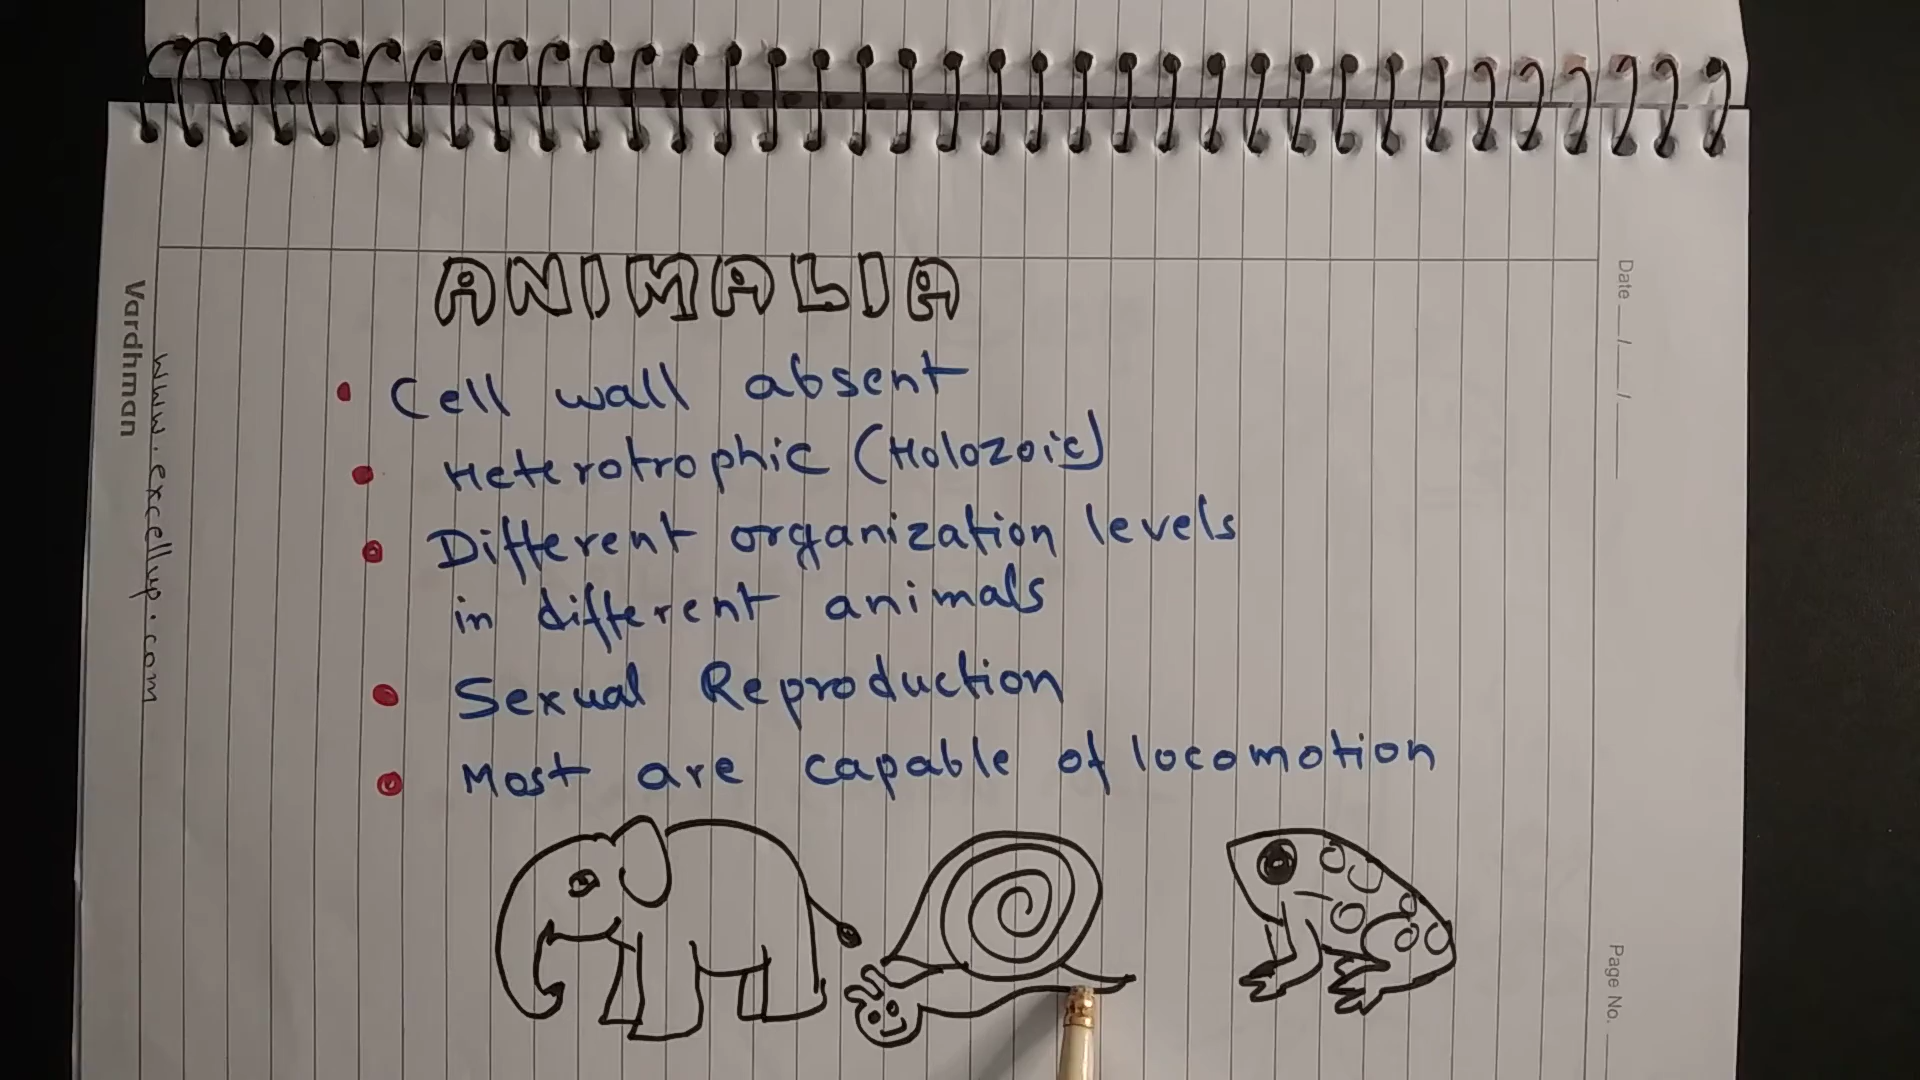 ANIMALIA
• Cell wall absent
• Heterotrophic (Holozoic)
• Different organization levels
in different animals
• Sexual Reproduction
• Most are capable of locomotion
Vardhman
www.excellup.com
Date __/__/____
Page No. ____